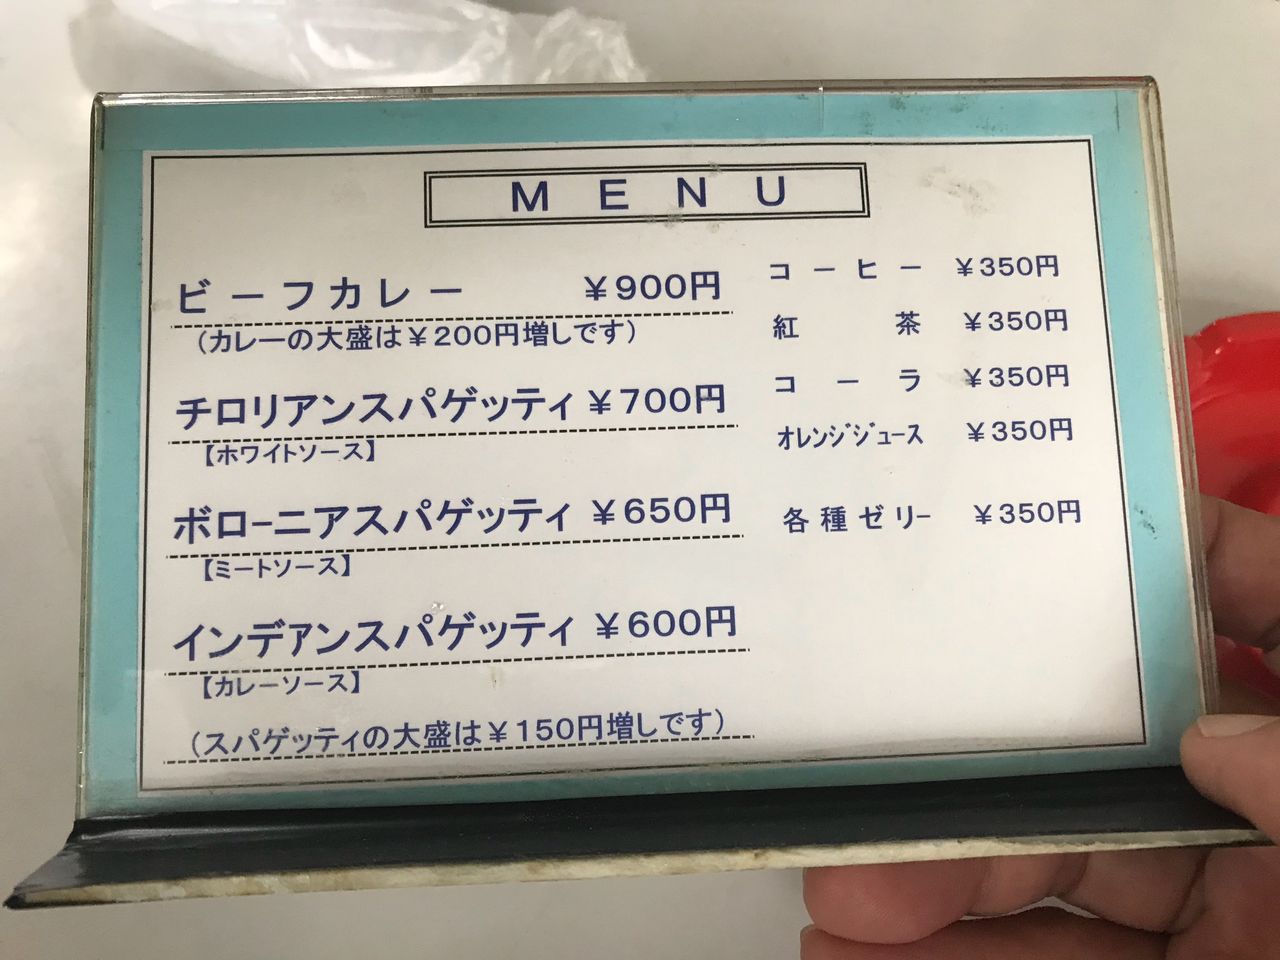 MENU
ビーフカレー ￥900円
（カレーの大盛は￥200円増しです）
チロリアンスパゲッティ ￥700円
【ホワイトソース】
ボローニアスパゲッティ ￥650円
【ミートソース】
インデアンスパゲッティ ￥600円
【カレーソース】
（スパゲッティの大盛は￥150円増しです）
コーヒー ￥350円
紅茶 ￥350円
コーラ ￥350円
オレンジジュース ￥350円
各種ゼリー ￥350円